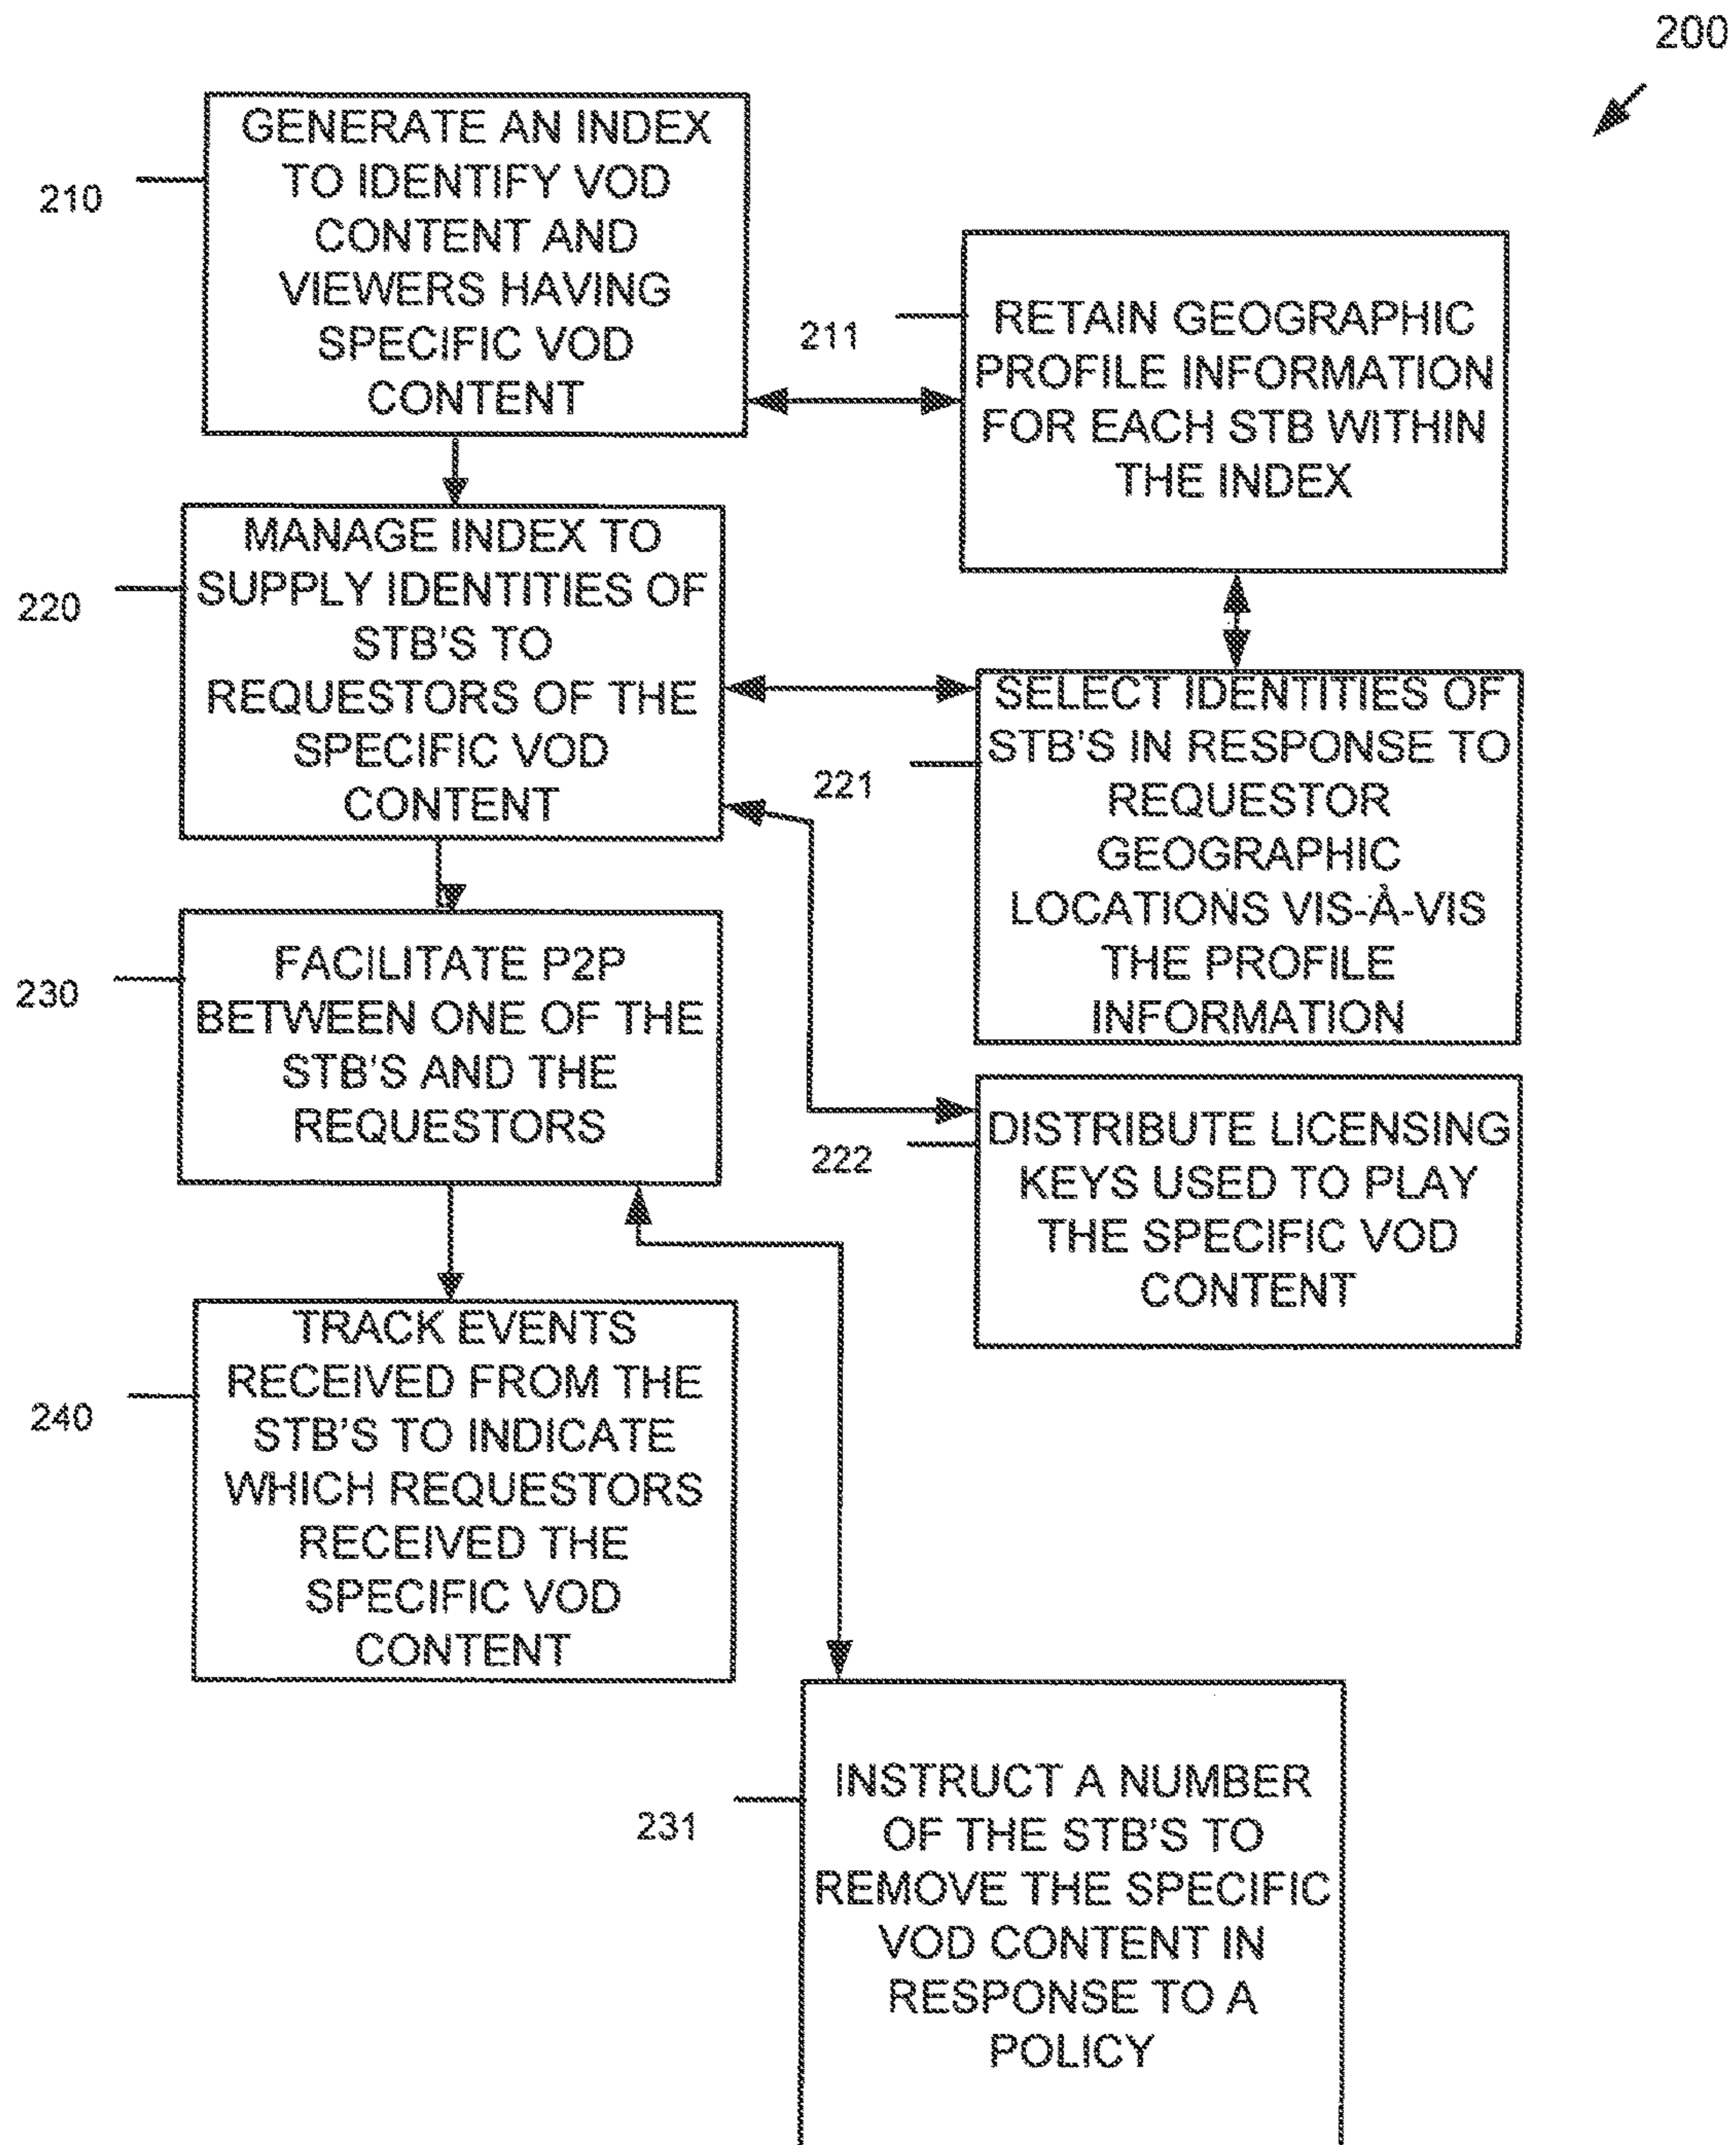 200
GENERATE AN INDEX
TO IDENTIFY VOD
CONTENT AND
VIEWERS HAVING
SPECIFIC VOD
CONTENT
210
RETAIN GEOGRAPHIC
PROFILE INFORMATION
FOR EACH STB WITHIN
THE INDEX
211
MANAGE INDEX TO
SUPPLY IDENTITIES OF
STB'S TO
REQUESTORS OF THE
SPECIFIC VOD
CONTENT
220
SELECT IDENTITIES OF
STB'S IN RESPONSE TO
REQUESTOR
GEOGRAPHIC
LOCATIONS VIS-À-VIS
THE PROFILE
INFORMATION
221
FACILITATE P2P
BETWEEN ONE OF THE
STB'S AND THE
REQUESTORS
230
DISTRIBUTE LICENSING
KEYS USED TO PLAY
THE SPECIFIC VOD
CONTENT
222
TRACK EVENTS
RECEIVED FROM THE
STB'S TO INDICATE
WHICH REQUESTORS
RECEIVED THE
SPECIFIC VOD
CONTENT
240
INSTRUCT A NUMBER
OF THE STB'S TO
REMOVE THE SPECIFIC
VOD CONTENT IN
RESPONSE TO A
POLICY
231